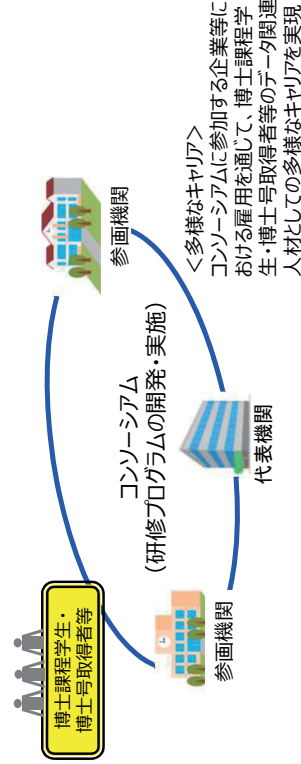 博士課程学生・
博士号取得者等
参画機関
コンソーシアム
（研修プログラムの開発・実施）
参画機関
代表機関
＜多様なキャリア＞
コンソーシアムに参加する企業等に
おける雇用を通じて、博士課程学
生・博士号取得者等のデータ関連
人材としての多様なキャリアを実現